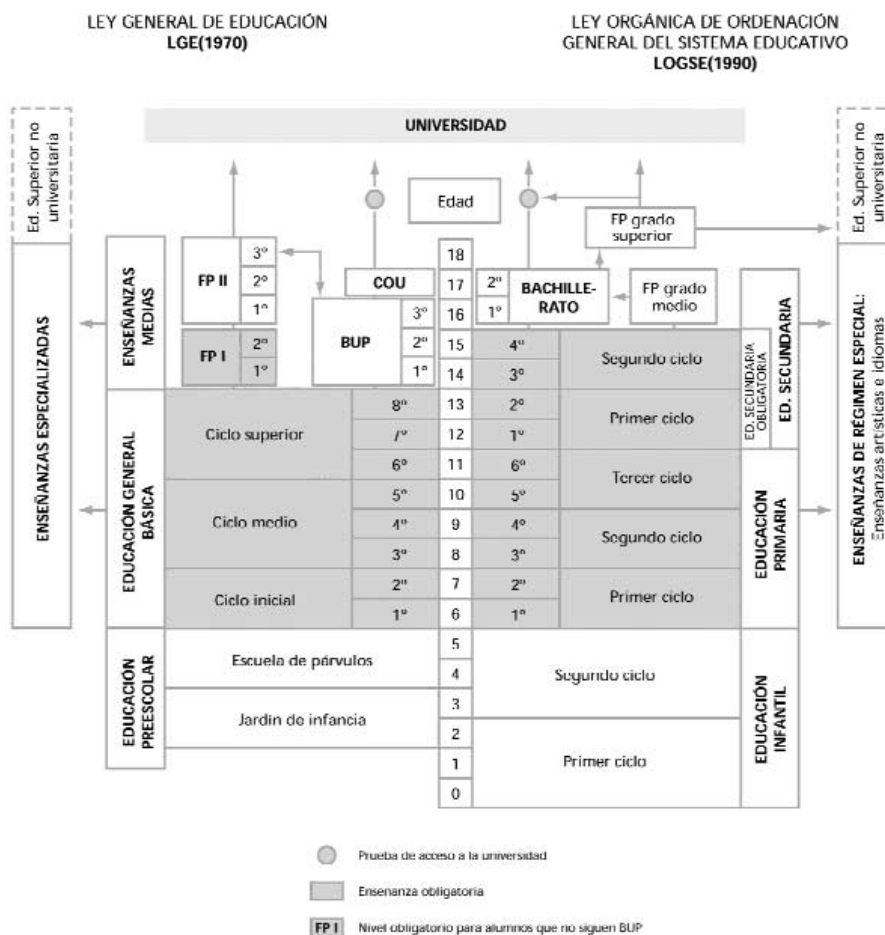 LEY GENERAL DE EDUCACIÓN
LGE(1970)
LEY ORGÁNICA DE ORDENACIÓN
GENERAL DEL SISTEMA EDUCATIVO
LOGSE(1990)
UNIVERSIDAD
Ed. Superior no
universitaria
ENSEÑANZAS ESPECIALIZADAS
ENSEÑANZAS
MEDIAS
FP II
3º
2º
1º
FP I
2º
1º
COU
BUP
3º
2º
1º
EDUCACIÓN GENERAL
BÁSICA
Ciclo superior
8º
7º
6º
Ciclo medio
5º
4º
3º
Ciclo inicial
2º
1º
EDUCACIÓN
PREESCOLAR
Escuela de párvulos
Jardín de infancia
Edad
18
17
16
15
14
13
12
11
10
9
8
7
6
5
4
3
2
1
0
FP grado
superior
2º
1º
BACHILLE-
RATO
FP grado
medio
4º
3º
Segundo ciclo
2º
1º
Primer ciclo
6º
5º
Tercer ciclo
4º
3º
Segundo ciclo
2º
1º
Primer ciclo
Segundo ciclo
Primer ciclo
ED. SECUNDARIA
OBLIGATORIA
ED. SECUNDARIA
EDUCACIÓN
PRIMARIA
EDUCACIÓN
INFANTIL
Ed. Superior no
universitaria
ENSEÑANZAS DE RÉGIMEN ESPECIAL:
Enseñanzas artísticas e idiomas
Prueba de acceso a la universidad
Ensenanza obligatoria
FP I Nivel obligatorio para alumnos que no siguen BUP